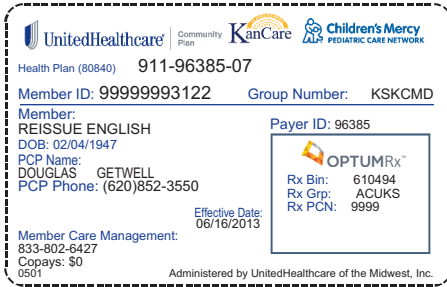 UnitedHealthcare® Community Plan KanCare Children's Mercy PEDIATRIC CARE NETWORK
Health Plan (80840) 911-96385-07
Member ID: 99999993122 Group Number: KSKCMD
Member:
REISSUE ENGLISH
DOB: 02/04/1947
PCP Name:
DOUGLAS GETWELL
PCP Phone: (620)852-3550
Payer ID: 96385
OPTUMRx™
Rx Bin: 610494
Rx Grp: ACUKS
Rx PCN: 9999
Effective Date:
06/16/2013
Member Care Management:
833-802-6427
Copays: $0
0501 Administered by UnitedHealthcare of the Midwest, Inc.